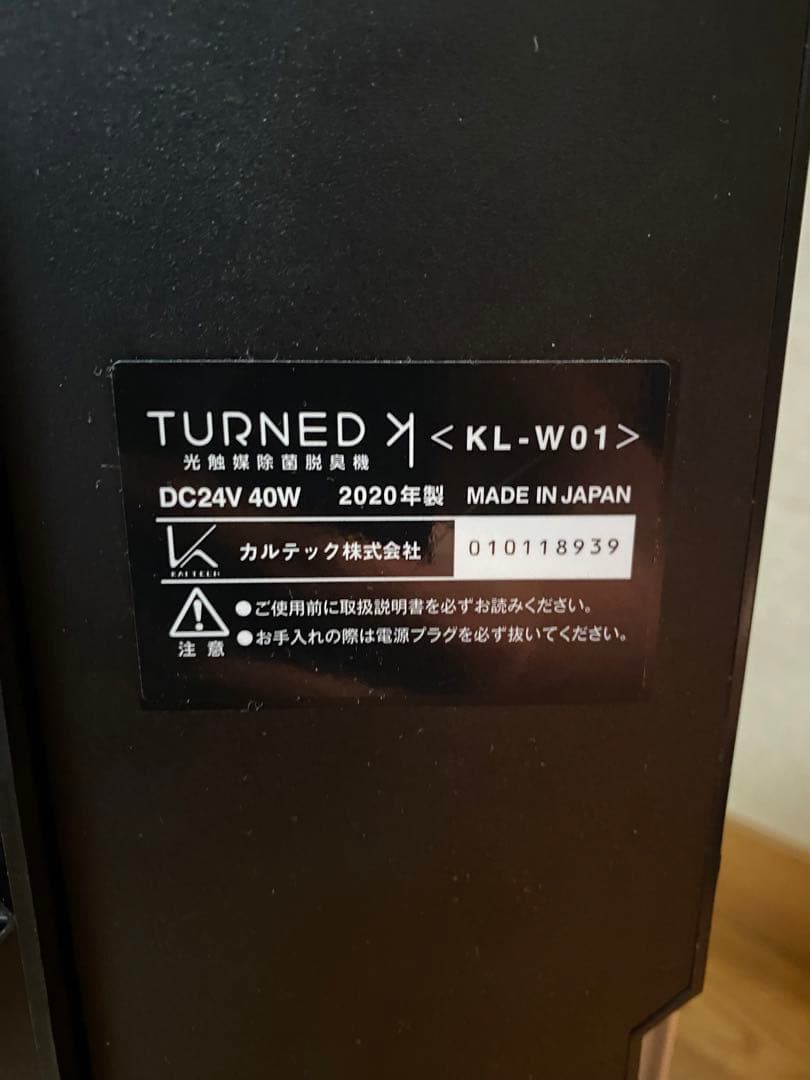 TURNED K <KL-W01>
光触媒除菌脱臭機
DC24V 40W 2020年製 MADE IN JAPAN
KALTECH カルテック株式会社 010118939
●ご使用前に取扱説明書を必ずお読みください。
●お手入れの際は電源プラグを必ず抜いてください。
注意